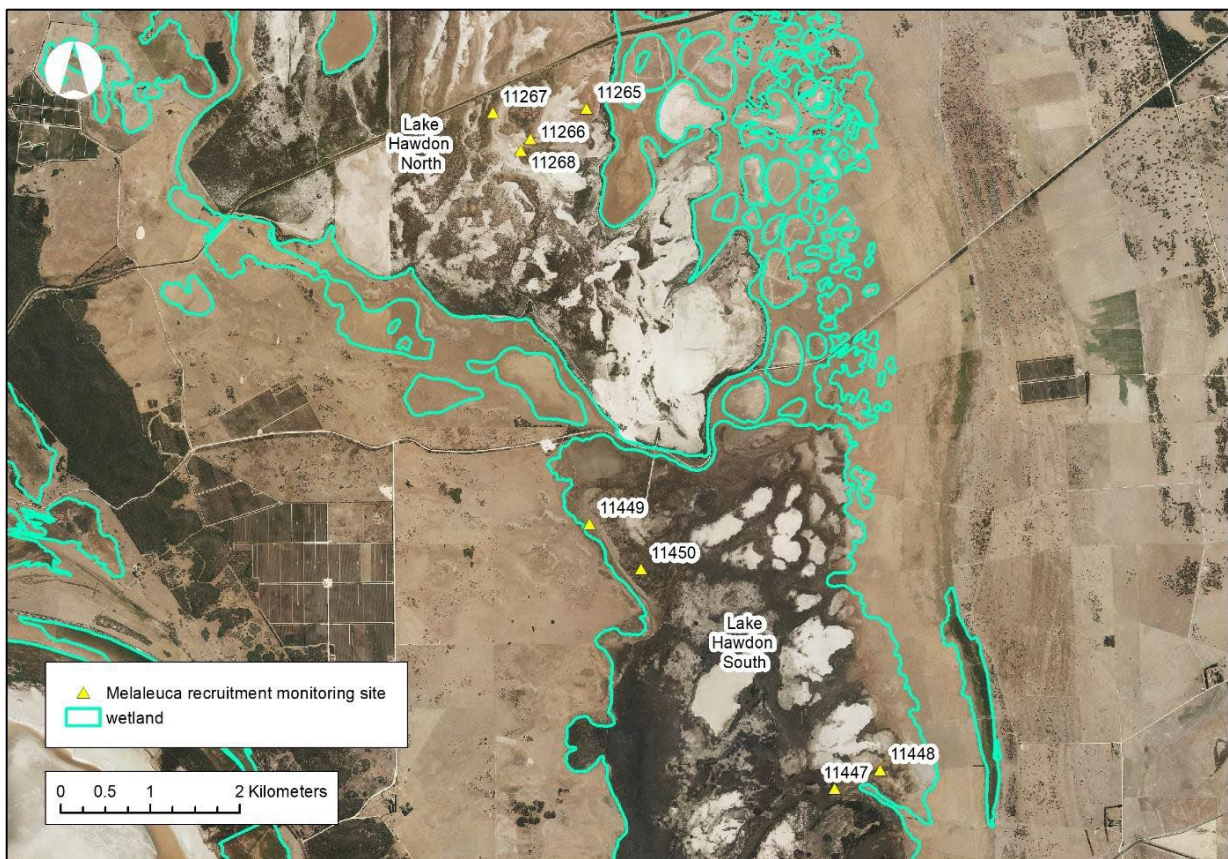 11267
11265
Lake
Hawdon
North
11266
11268
11449
11450
Lake
Hawdon
South
11448
11447
Melaleuca recruitment monitoring site
wetland
0 0.5 1 2 Kilometers